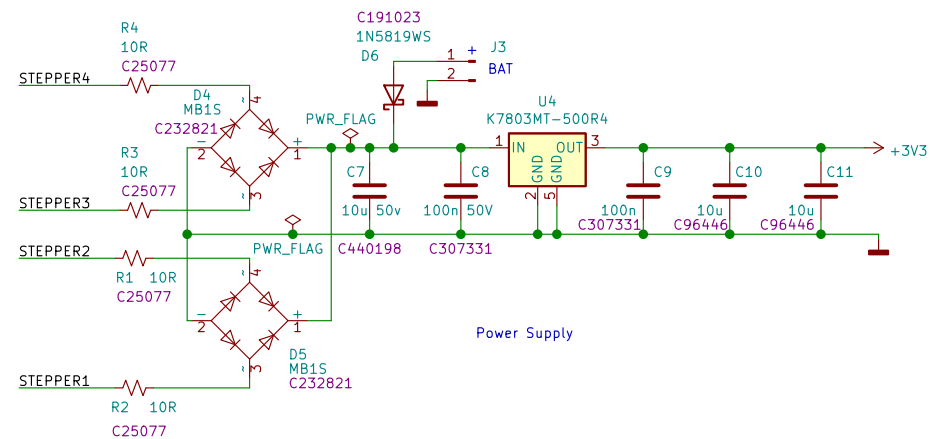 R4
10R
C25077
STEPPER4
D4
MB1S
C232821
~
4
−
2
+
1
~
3
R3
10R
C25077
STEPPER3
PWR_FLAG
C191023
1N5819WS
D6
1
+
J3
2
BAT
C7
10u 50v
C440198
C8
100n 50V
C307331
U4
K7803MT-500R4
1
IN
OUT
3
GND
GND
2
5
C9
100n
C307331
C10
10u
C96446
C11
10u
C96446
+3V3
PWR_FLAG
STEPPER2
R1 10R
C25077
~
4
−
2
+
1
~
3
D5
MB1S
C232821
STEPPER1
R2 10R
C25077
Power Supply